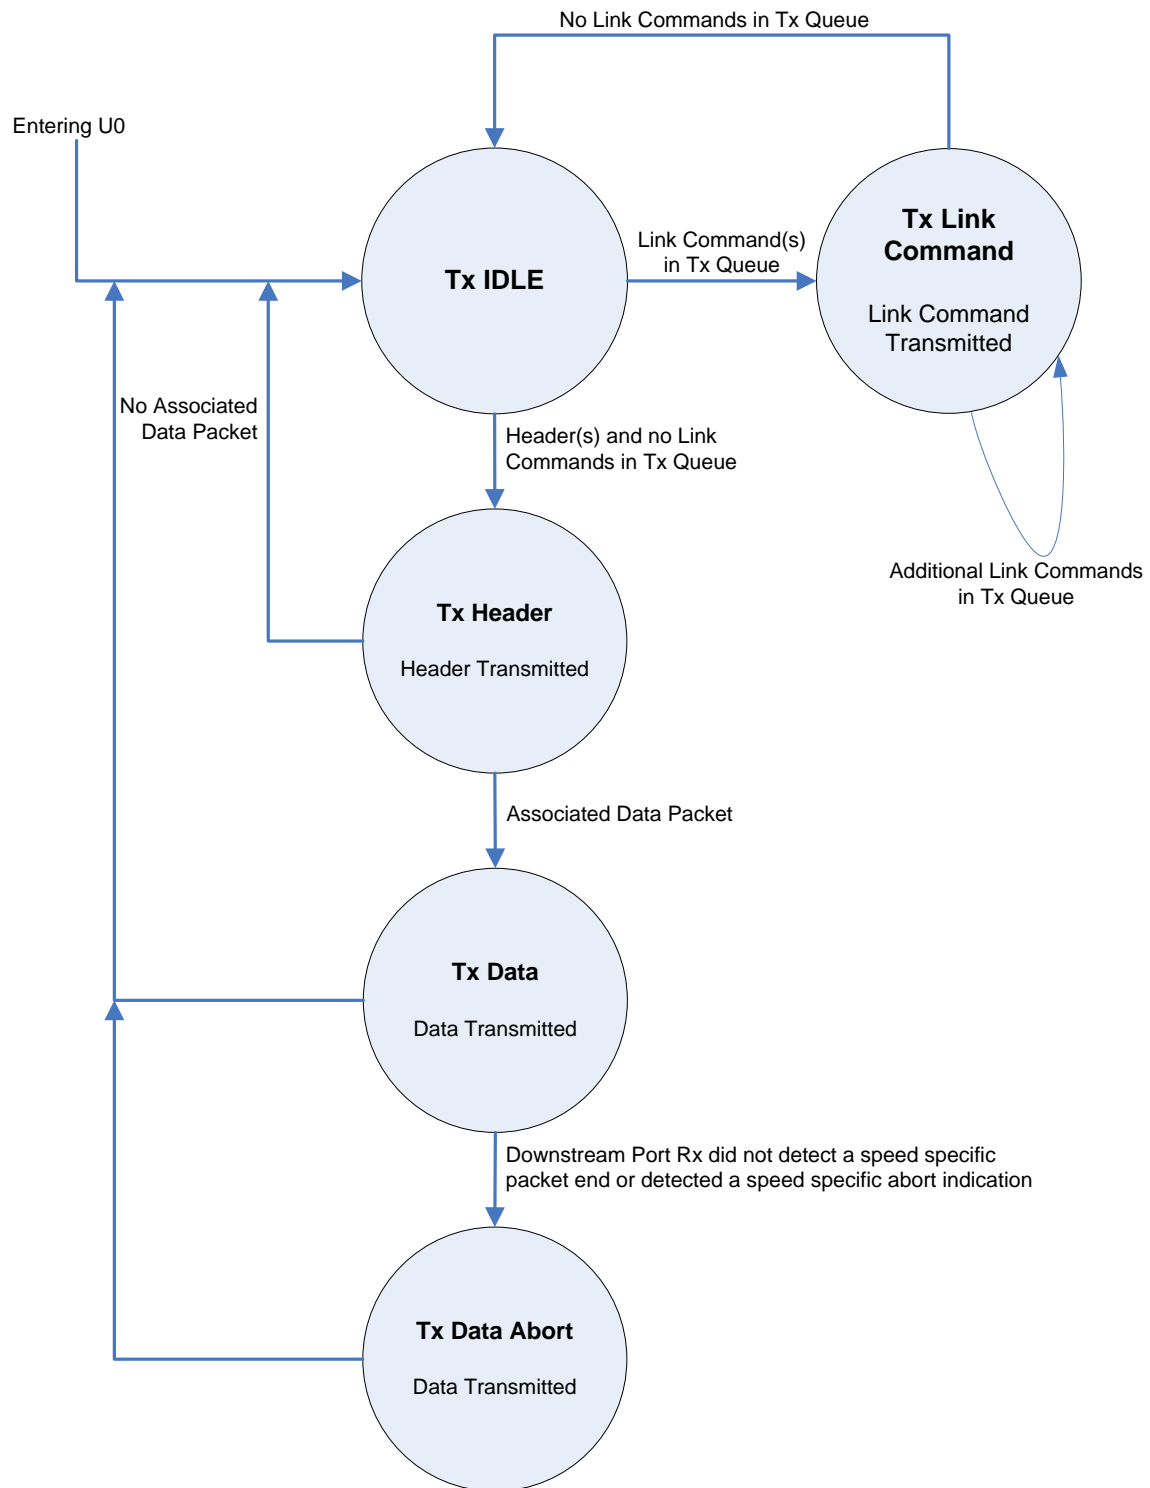 No Link Commands in Tx Queue
Entering U0
Tx IDLE
Link Command(s)
in Tx Queue
Tx Link
Command
Link Command
Transmitted
No Associated
Data Packet
Header(s) and no Link
Commands in Tx Queue
Additional Link Commands
in Tx Queue
Tx Header
Header Transmitted
Associated Data Packet
Tx Data
Data Transmitted
Downstream Port Rx did not detect a speed specific
packet end or detected a speed specific abort indication
Tx Data Abort
Data Transmitted